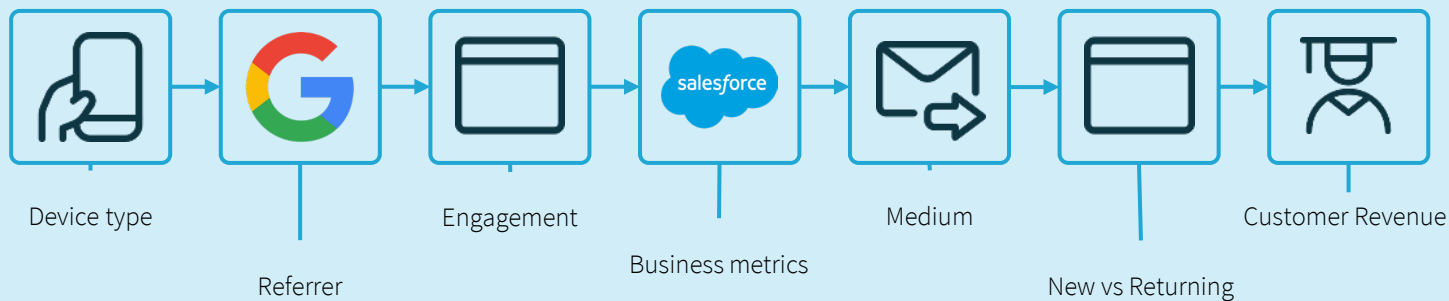 salesforce
Device type
Engagement
Medium
Customer Revenue
Business metrics
Referrer
New vs Returning